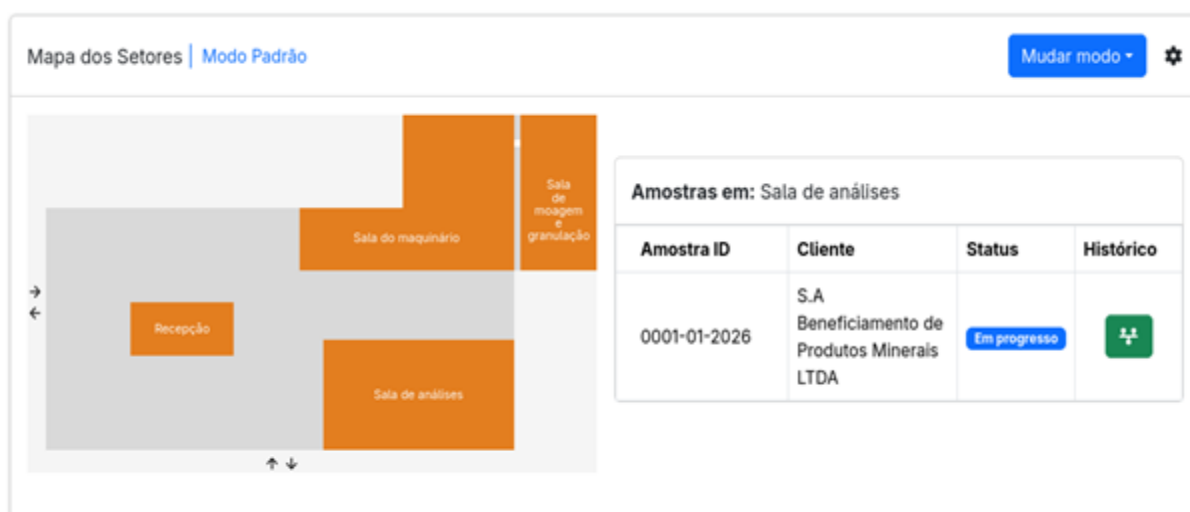 Mapa dos Setores | Modo Padrão
Mudar modo
Sala
de
moagem
e
granulação
Sala do maquinário
Recepção
Sala de análises
Amostras em: Sala de análises
Amostra ID Cliente Status Histórico
0001-01-2026
S.A
Beneficiamento de
Produtos Minerais
LTDA
Em progresso